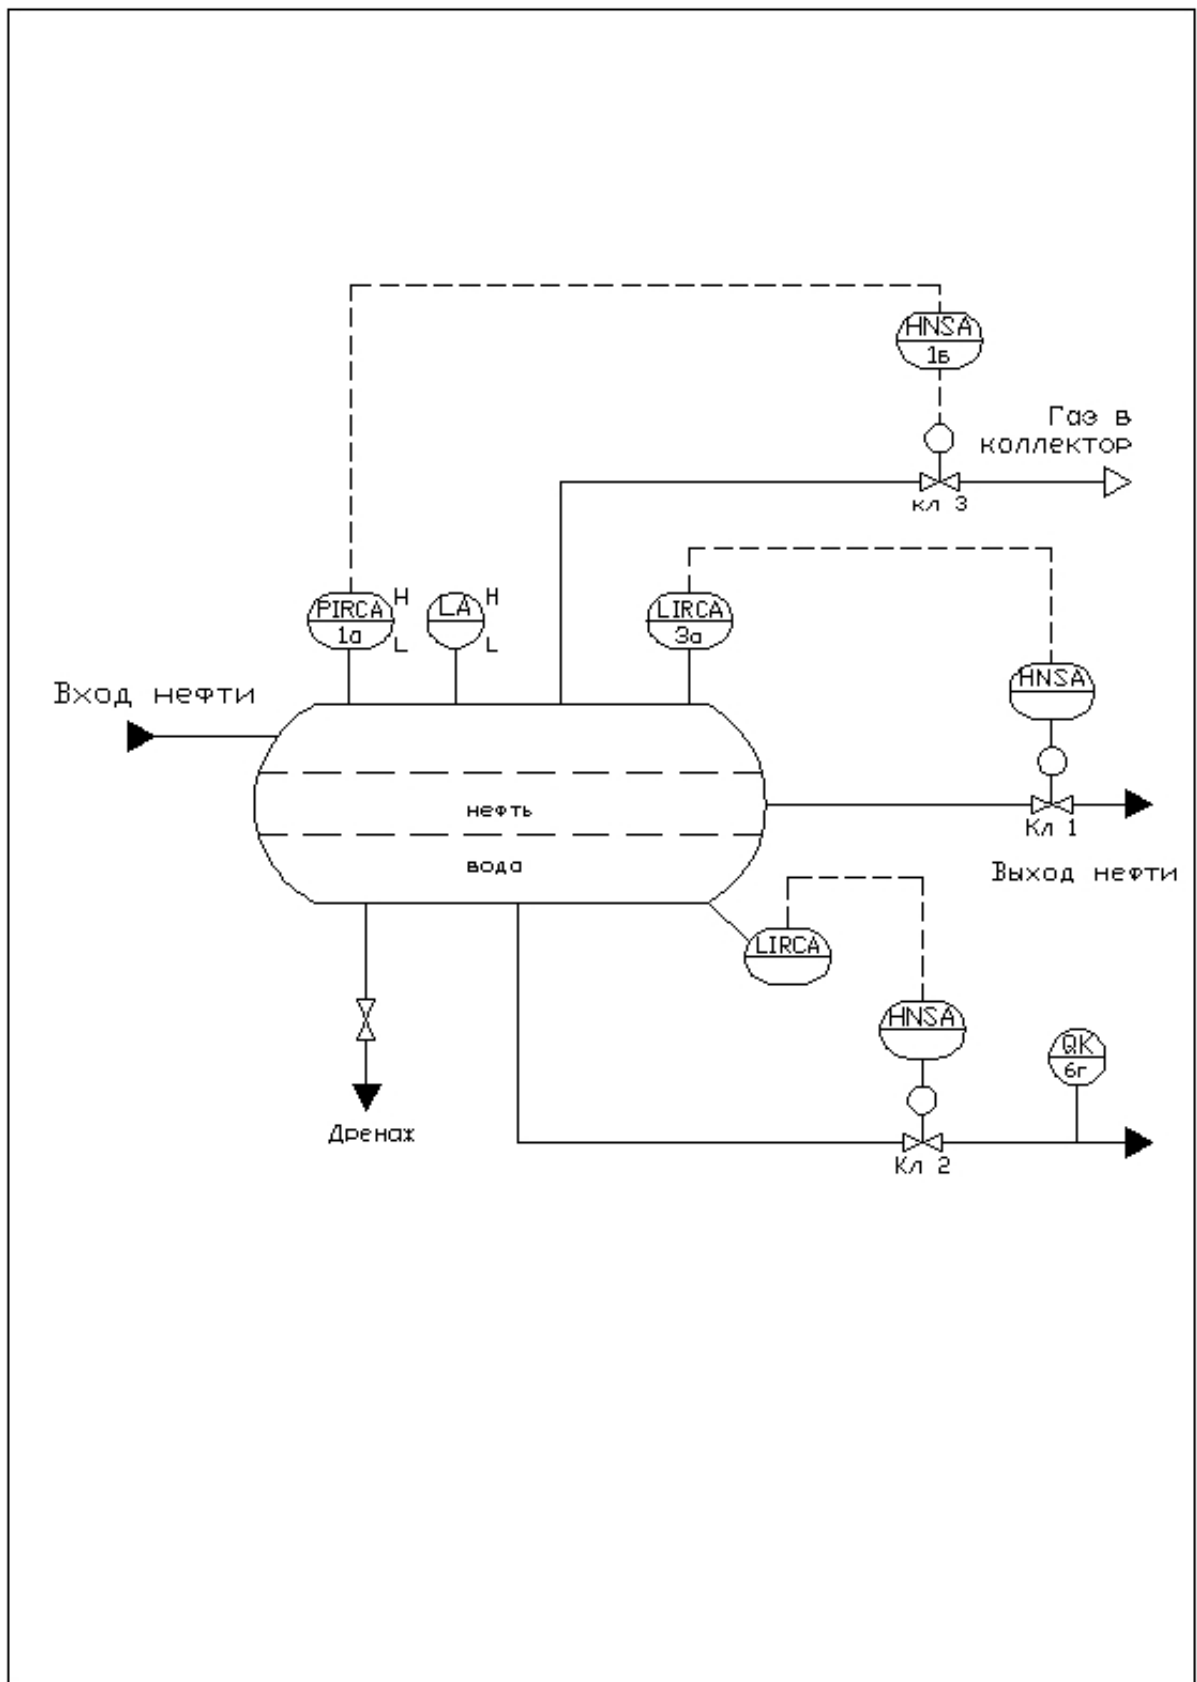 HNSA
1в
Газ в
коллектор
кл 3
PIRCA
1а
H
L
LA
H
L
LIRCA
3а
HNSA
Вход нефти
нефть
вода
Кл 1
Выход нефти
LIRCA
HNSA
QK
6г
Дренаж
Кл 2